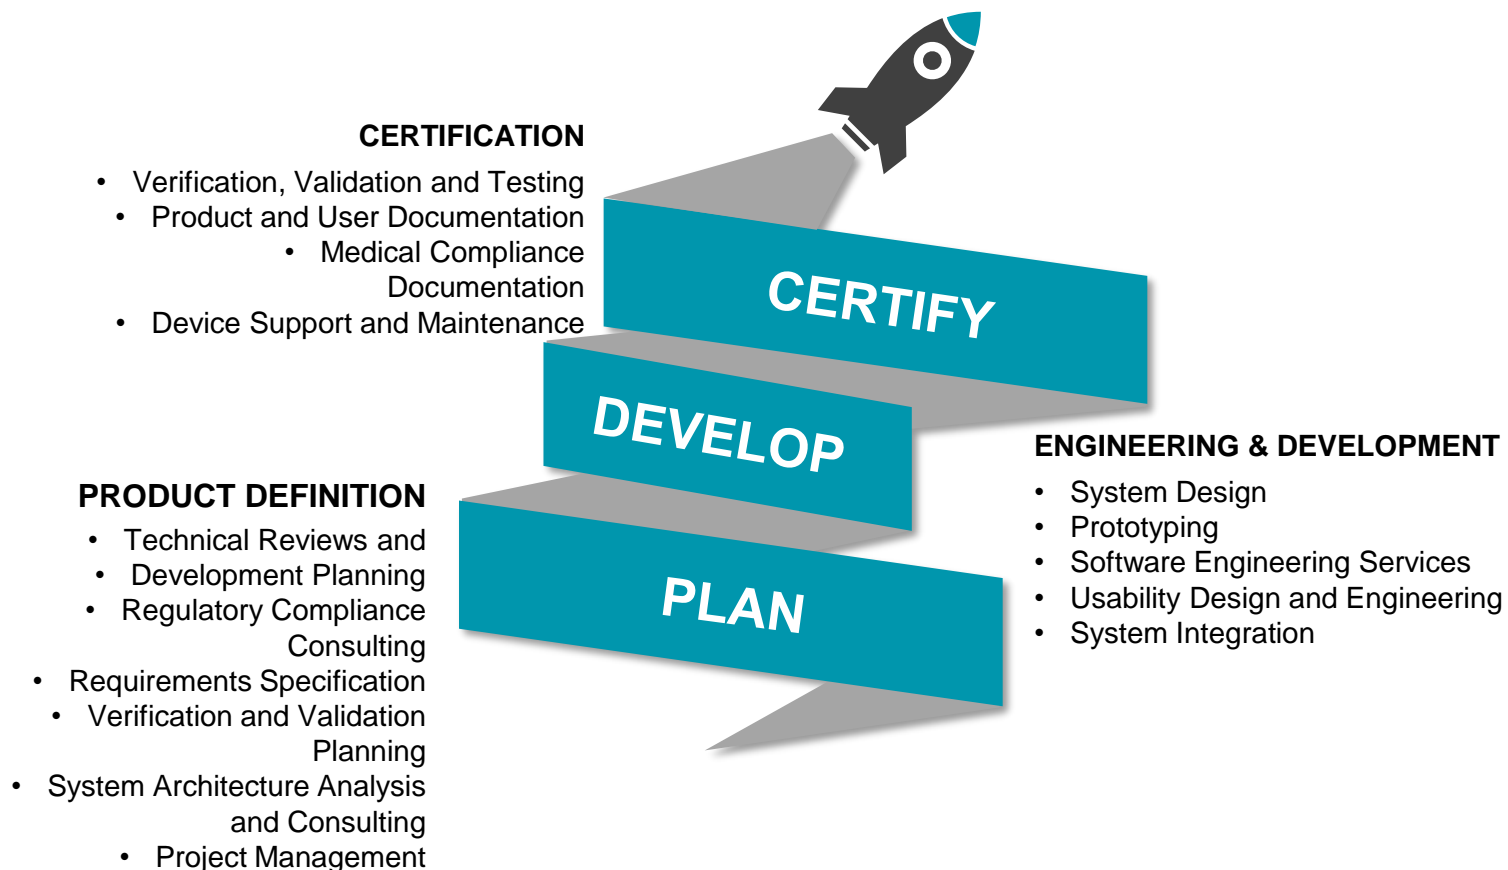 CERTIFICATION
• Verification, Validation and Testing
• Product and User Documentation
• Medical Compliance
Documentation
• Device Support and Maintenance
CERTIFY
DEVELOP
PLAN
ENGINEERING & DEVELOPMENT
• System Design
• Prototyping
• Software Engineering Services
• Usability Design and Engineering
• System Integration
PRODUCT DEFINITION
• Technical Reviews and
• Development Planning
• Regulatory Compliance
Consulting
• Requirements Specification
• Verification and Validation
Planning
• System Architecture Analysis
and Consulting
• Project Management